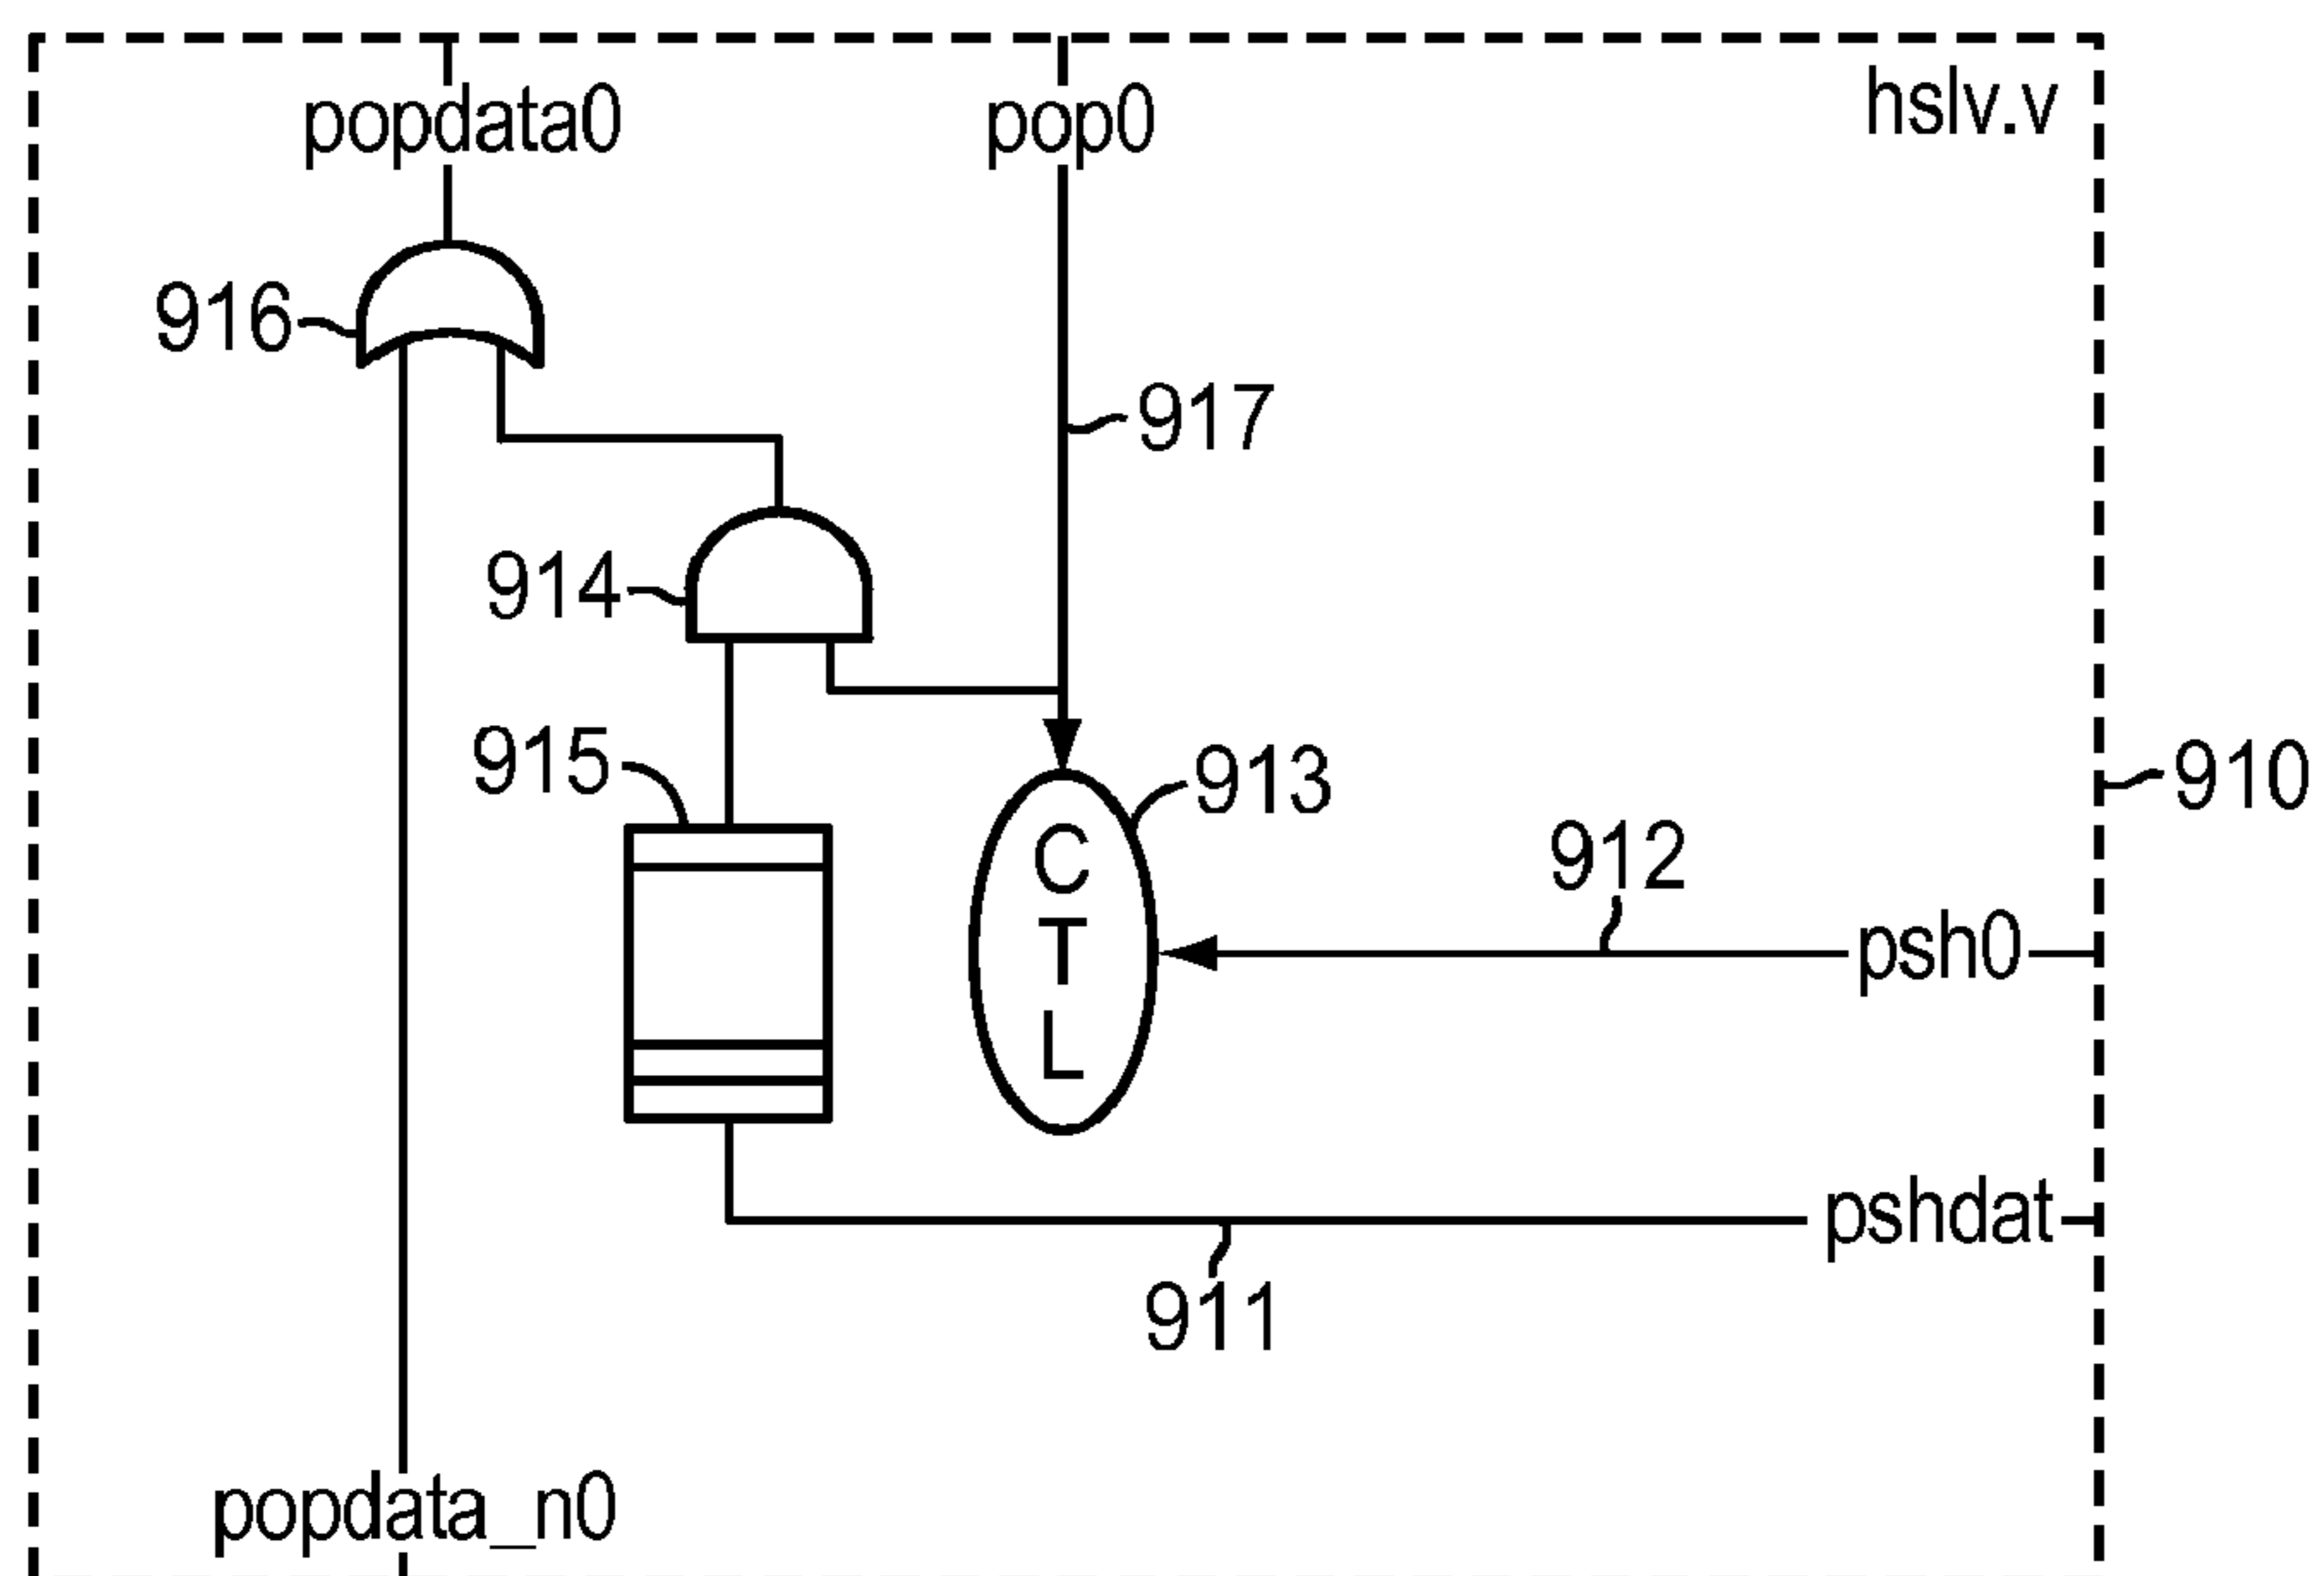 popdata0
pop0
hslv.v
916
917
914
915
913
910
C
T
L
912
psh0
pshdat
911
popdata_n0